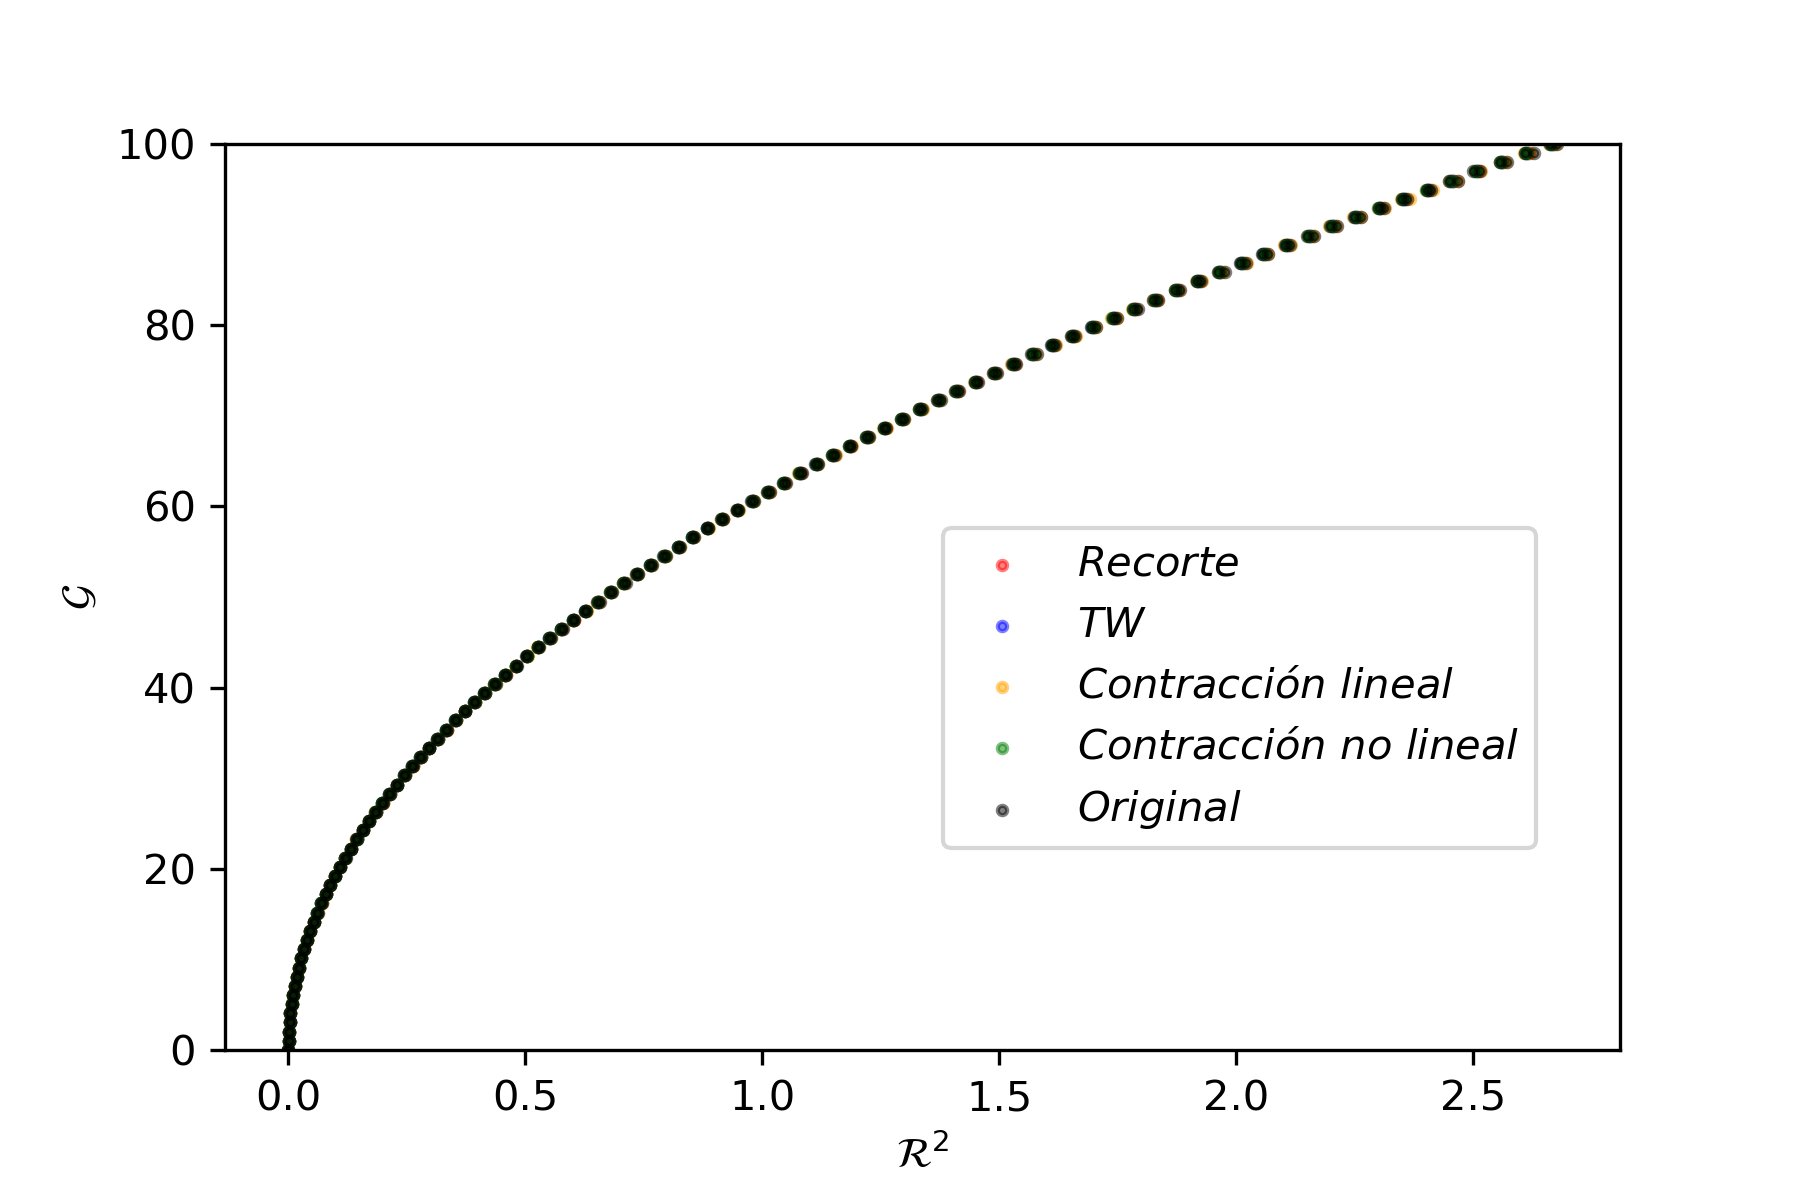 100
80
60
40
20
0
𝒢
Recorte
TW
Contracción lineal
Contracción no lineal
Original
0.0 0.5 1.0 1.5 2.0 2.5
ℛ²